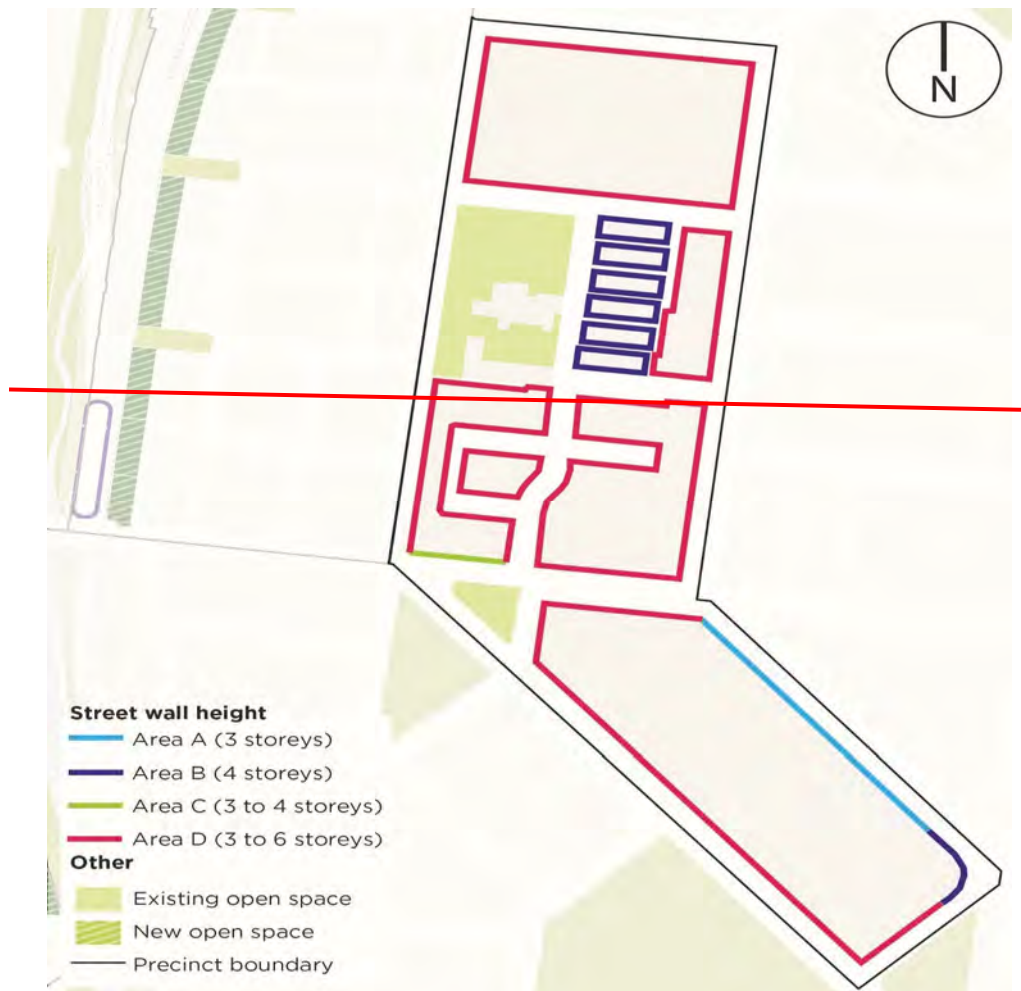 N
Street wall height
Area A (3 storeys)
Area B (4 storeys)
Area C (3 to 4 storeys)
Area D (3 to 6 storeys)
Other
Existing open space
New open space
Precinct boundary